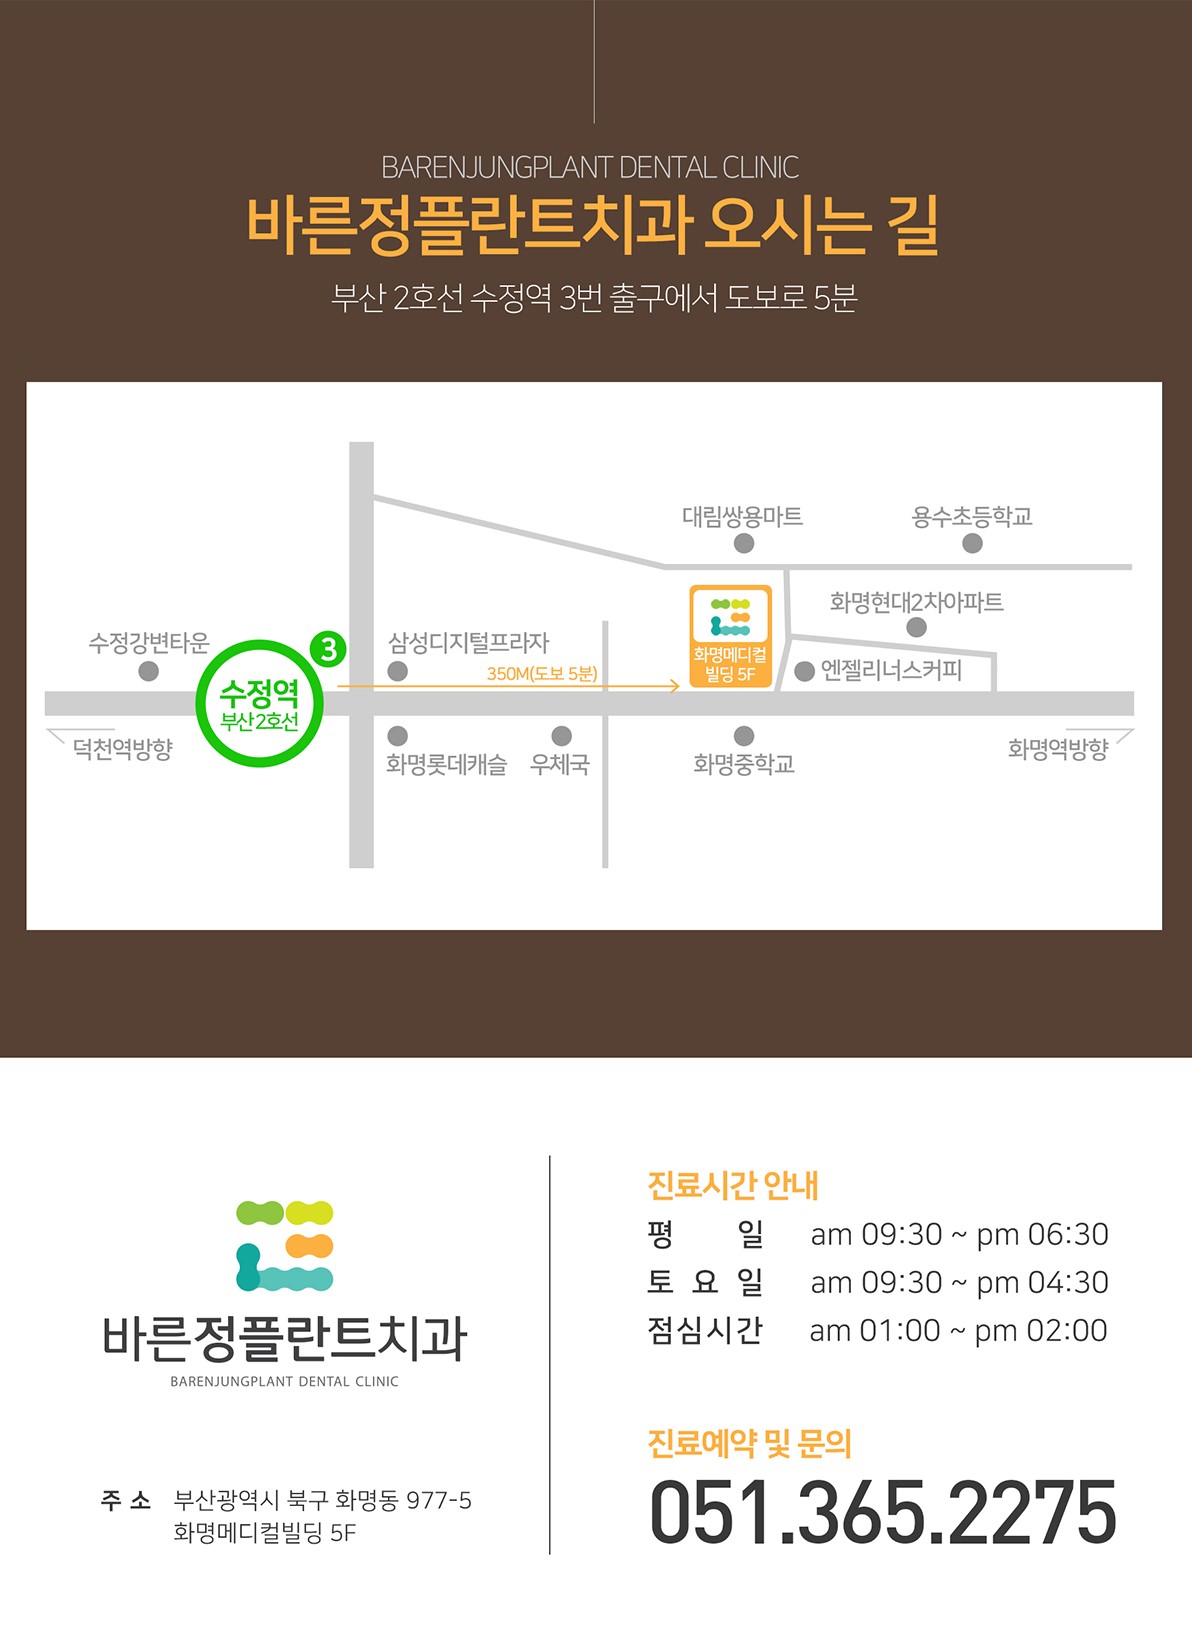 BARENJUNGPLANT DENTAL CLINIC
바른정플란트치과 오시는 길
부산 2호선 수정역 3번 출구에서 도보로 5분
대림쌍용마트
용수초등학교
화명현대2차아파트
수정강변타운
3
삼성디지털프라자
350M(도보 5분)
화명메디컬
빌딩 5F
엔젤리너스커피
수정역
부산 2호선
덕천역방향
화명롯데캐슬
우체국
화명중학교
화명역방향
바른정플란트치과
BARENJUNGPLANT DENTAL CLINIC
주 소 부산광역시 북구 화명동 977-5
화명메디컬빌딩 5F
진료시간 안내
평 일 am 09:30 ~ pm 06:30
토 요 일 am 09:30 ~ pm 04:30
점심시간 am 01:00 ~ pm 02:00
진료예약 및 문의
051.365.2275